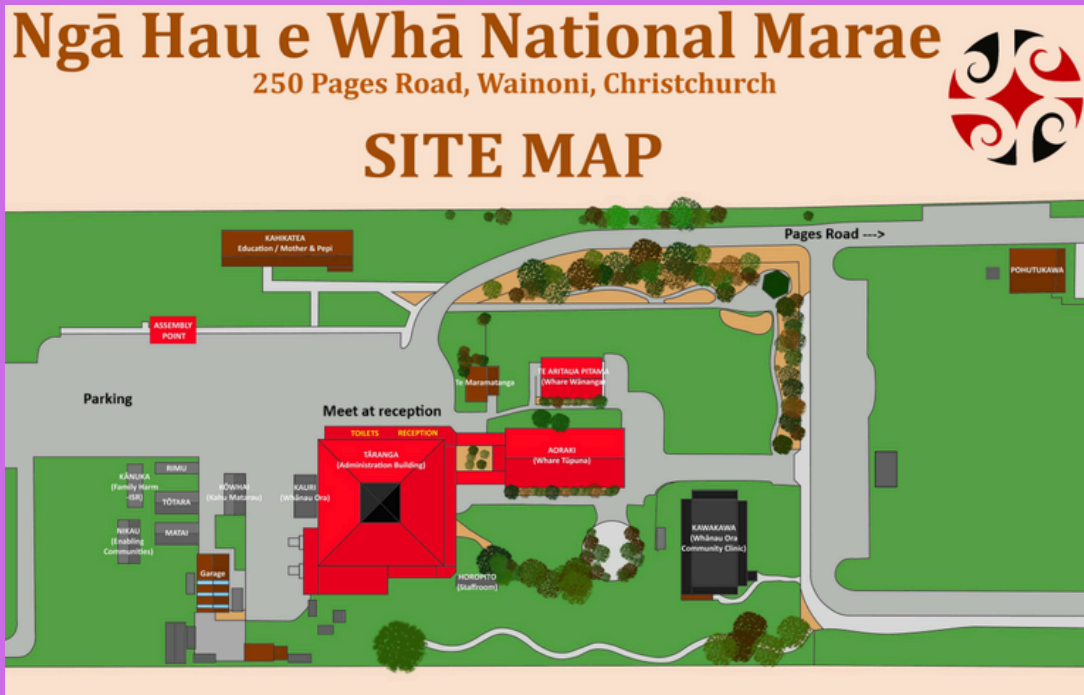 Ngā Hau e Whā National Marae
250 Pages Road, Wainoni, Christchurch
SITE MAP
Pages Road --->
KAHIKATEA
Education / Mother & Pepi
POHUTUKAWA
ASSEMBLY
POINT
Te Maramatanga
TE ARITAUA PITAMA
(Whare Wānanga)
Parking
Meet at reception
TOILETS RECEPTION
TĀRANGA
(Administration Building)
AORAKI
(Whare Tūpuna)
RIMU
KĀNUKA
(Family Harm
-ISR)
TŌTARA
KŌWHAI
(Kahu Matarau)
KAURI
(Whānau Ora)
NIKAU
(Enabling
Communities)
MATAI
KAWAKAWA
(Whānau Ora
Community Clinic)
Garage
HOROPITO
(Staffroom)